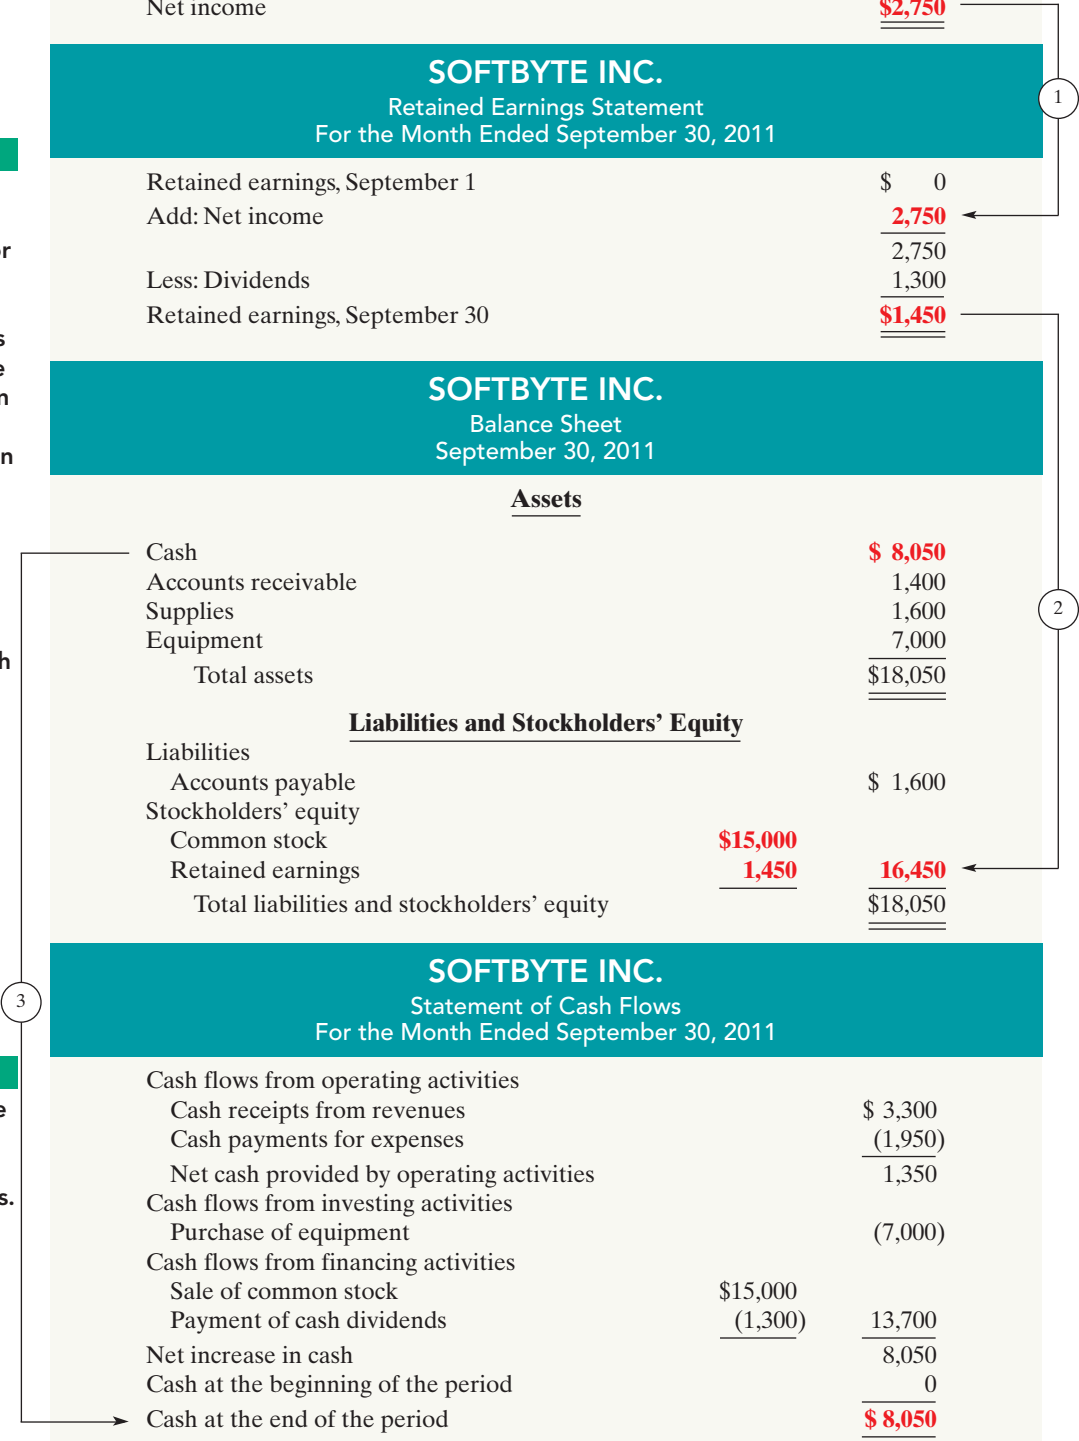 Net income $2,750
SOFTBYTE INC.
Retained Earnings Statement
For the Month Ended September 30, 2011
1
Retained earnings, September 1 $ 0
Add: Net income 2,750
2,750
Less: Dividends 1,300
Retained earnings, September 30 $1,450
SOFTBYTE INC.
Balance Sheet
September 30, 2011
Assets
Cash $ 8,050
Accounts receivable 1,400
Supplies 1,600
2
Equipment 7,000
Total assets $18,050
Liabilities and Stockholders’ Equity
Liabilities
Accounts payable $ 1,600
Stockholders’ equity
Common stock $15,000
Retained earnings 1,450 16,450
Total liabilities and stockholders’ equity $18,050
SOFTBYTE INC.
3
Statement of Cash Flows
For the Month Ended September 30, 2011
Cash flows from operating activities
Cash receipts from revenues $ 3,300
Cash payments for expenses (1,950)
Net cash provided by operating activities 1,350
Cash flows from investing activities
Purchase of equipment (7,000)
Cash flows from financing activities
Sale of common stock $15,000
Payment of cash dividends (1,300) 13,700
Net increase in cash 8,050
Cash at the beginning of the period 0
Cash at the end of the period $ 8,050